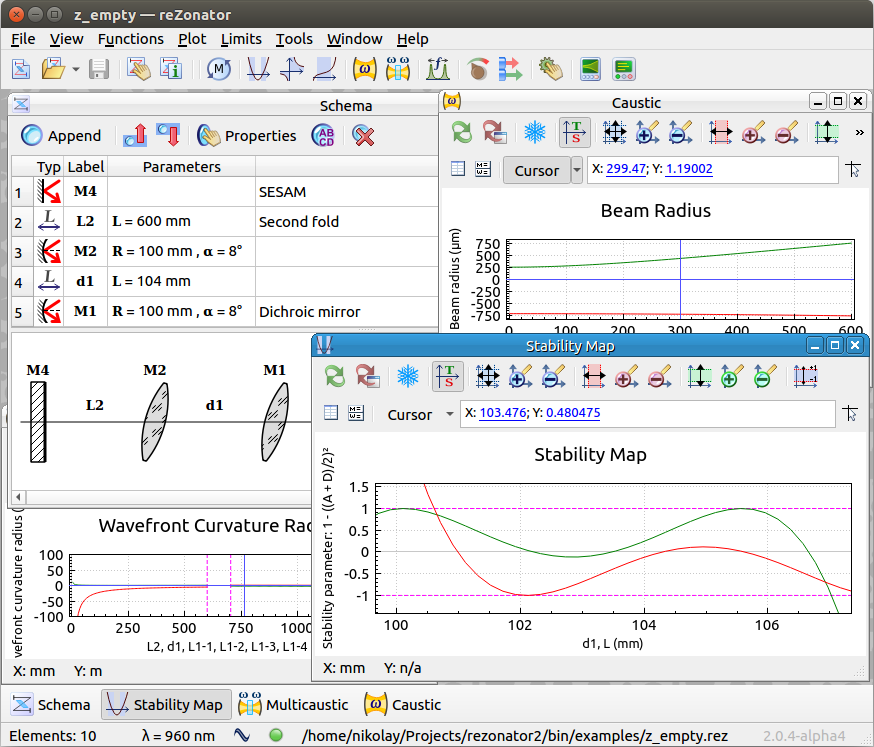 z_empty — reZonator
File View Functions Plot Limits Tools Window Help
Schema
Append Properties AB CD
Typ Label Parameters
1 M4 SESAM
2 L L2 L = 600 mm Second fold
3 M2 R = 100 mm , α = 8°
4 L d1 L = 104 mm
5 M1 R = 100 mm , α = 8° Dichroic mirror
M4 M2 M1
L2 d1
Caustic
T S »
Cursor X: 299.47; Y: 1.19002
Beam Radius
Beam radius (μm)
750
500
250
0
-250
-500
-750
0 100 200 300 400 500 600
Stability Map
T S
Cursor X: 103.476; Y: 0.480475
Stability Map
Stability parameter: 1 - ((A + D)/2)²
1.5
1
0.5
0
-0.5
-1
100 102 104 106
d1, L (mm)
X: mm Y: n/a
Wavefront Curvature Rad
vefront curvature radius (
100
50
0
-50
-100
0 250 500 750 1000
L2, d1, L1-1, L1-2, L1-3, L1-4
X: mm Y: m
Schema Stability Map Multicaustic Caustic
Elements: 10 λ = 960 nm /home/nikolay/Projects/rezonator2/bin/examples/z_empty.rez 2.0.4-alpha4